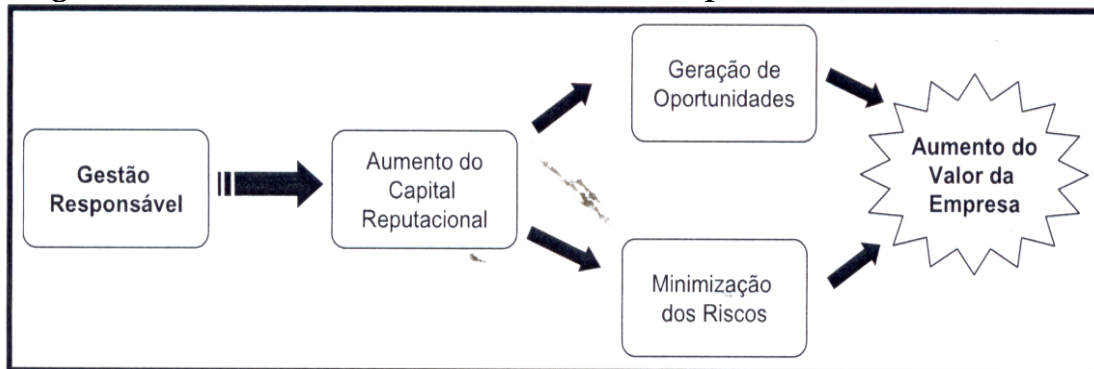 Gestão
Responsável
Aumento do
Capital
Reputacional
Geração de
Oportunidades
Minimização
dos Riscos
Aumento do
Valor da
Empresa